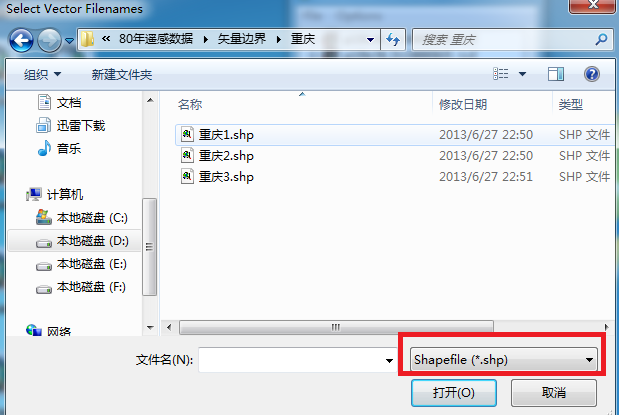 Select Vector Filenames
« 80年遥感数据 矢量边界 重庆 搜索 重庆
组织 新建文件夹
文档
迅雷下载
音乐
计算机
本地磁盘 (C:)
本地磁盘 (D:)
本地磁盘 (E:)
本地磁盘 (F:)
网络
名称 修改日期 类型
重庆1.shp 2013/6/27 22:50 SHP 文件
重庆2.shp 2013/6/27 22:50 SHP 文件
重庆3.shp 2013/6/27 22:51 SHP 文件
文件名(N): Shapefile (*.shp)
打开(O) 取消